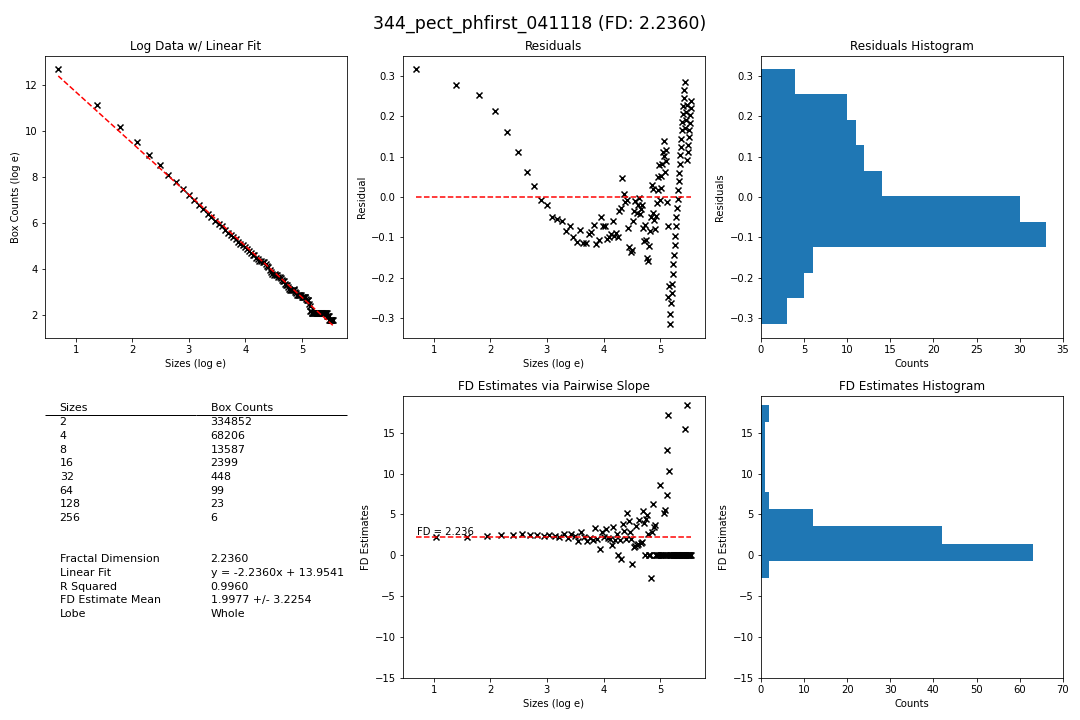 344_pect_phfirst_041118 (FD: 2.2360)
Log Data w/ Linear Fit
12
10
8
6
4
2
Box Counts (log e)
1 2 3 4 5
Sizes (log e)
Residuals
0.3
0.2
0.1
0.0
−0.1
−0.2
−0.3
Residual
1 2 3 4 5
Sizes (log e)
Residuals Histogram
0.3
0.2
0.1
0.0
−0.1
−0.2
−0.3
Residuals
0 5 10 15 20 25 30 35
Counts
Sizes Box Counts
2 334852
4 68206
8 13587
16 2399
32 448
64 99
128 23
256 6
Fractal Dimension 2.2360
Linear Fit y = -2.2360x + 13.9541
R Squared 0.9960
FD Estimate Mean 1.9977 +/- 3.2254
Lobe Whole
FD Estimates via Pairwise Slope
15
10
5
0
−5
−10
−15
FD Estimates
FD = 2.236
1 2 3 4 5
Sizes (log e)
FD Estimates Histogram
15
10
5
0
−5
−10
−15
FD Estimates
0 10 20 30 40 50 60 70
Counts